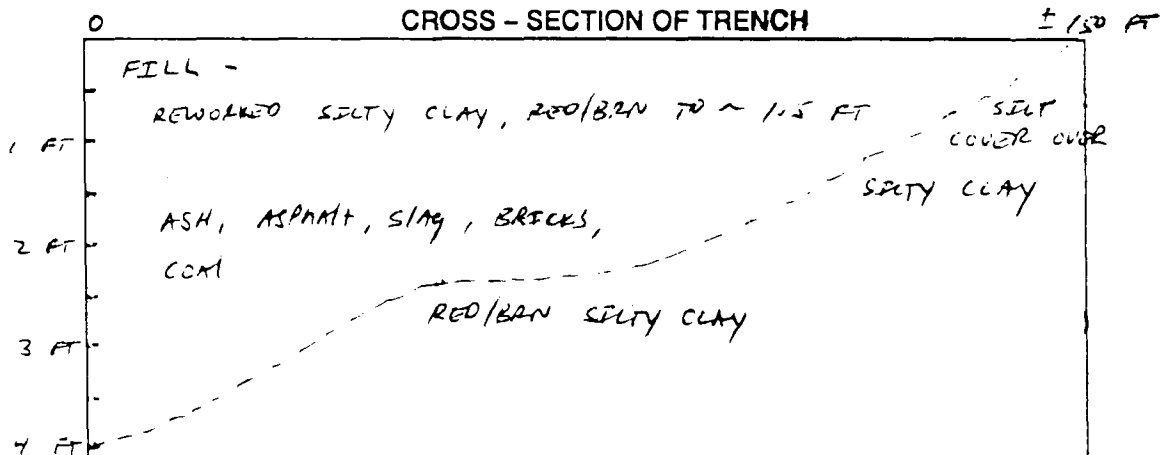 0 CROSS – SECTION OF TRENCH ± 150 FT
FILL -
REWORKED SILTY CLAY, RED/BRN TO ~ 1.5 FT
SILT
COVER OVER
SILTY CLAY
1 FT
ASH, ASPHAlt, SlAg, BRICKS,
COAl
2 FT
RED/BRN SILTY CLAY
3 FT
4 FT